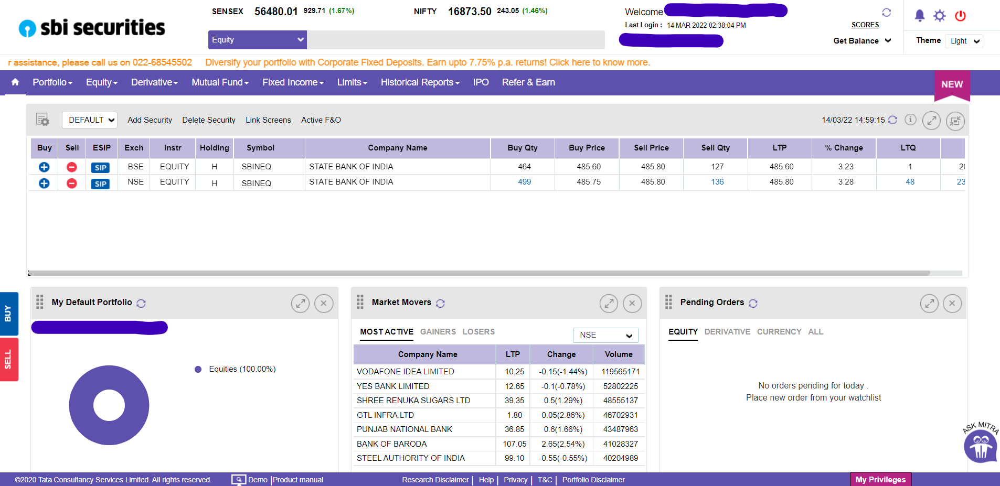 sbi securities
SENSEX 56480.01 929.71 (1.67%) NIFTY 16873.50 243.05 (1.46%)
Equity
Welcome
Last Login : 14 MAR 2022 02:38:04 PM
SCORES
Get Balance
Theme Light
r assistance, please call us on 022-68545502 Diversify your portfolio with Corporate Fixed Deposits. Earn upto 7.75% p.a. returns! Click here to know more.
Portfolio Equity Derivative Mutual Fund Fixed Income Limits Historical Reports IPO Refer & Earn NEW
DEFAULT Add Security Delete Security Link Screens Active F&O 14/03/22 14:59:15
Buy Sell ESIP Exch Instr Holding Symbol Company Name Buy Qty Buy Price Sell Price Sell Qty LTP % Change LTQ
SIP BSE EQUITY H SBINEQ STATE BANK OF INDIA 464 485.60 485.80 127 485.60 3.23 1
SIP NSE EQUITY H SBINEQ STATE BANK OF INDIA 499 485.75 485.80 136 485.80 3.28 48 23
BUY
SELL
My Default Portfolio
Equities (100.00%)
Market Movers
MOST ACTIVE GAINERS LOSERS NSE
Company Name LTP Change Volume
VODAFONE IDEA LIMITED 10.25 -0.15(-1.44%) 119565171
YES BANK LIMITED 12.65 -0.1(-0.78%) 52802225
SHREE RENUKA SUGARS LTD 39.35 0.5(1.29%) 48555137
GTL INFRA.LTD 1.80 0.05(2.86%) 46702931
PUNJAB NATIONAL BANK 36.85 0.6(1.66%) 43487963
BANK OF BARODA 107.05 2.65(2.54%) 41028327
STEEL AUTHORITY OF INDIA 99.10 -0.55(-0.55%) 40204989
Pending Orders
EQUITY DERIVATIVE CURRENCY ALL
No orders pending for today .
Place new order from your watchlist
ASK MITRA
©2020 Tata Consultancy Services Limited. All rights reserved. Demo | Product manual Research Disclaimer | Help | Privacy | T&C | Portfolio Disclaimer My Privileges